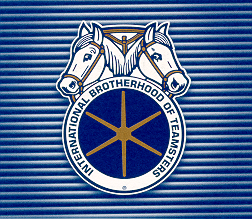 INTERNATIONAL BROTHERHOOD OF TEAMSTERS
®